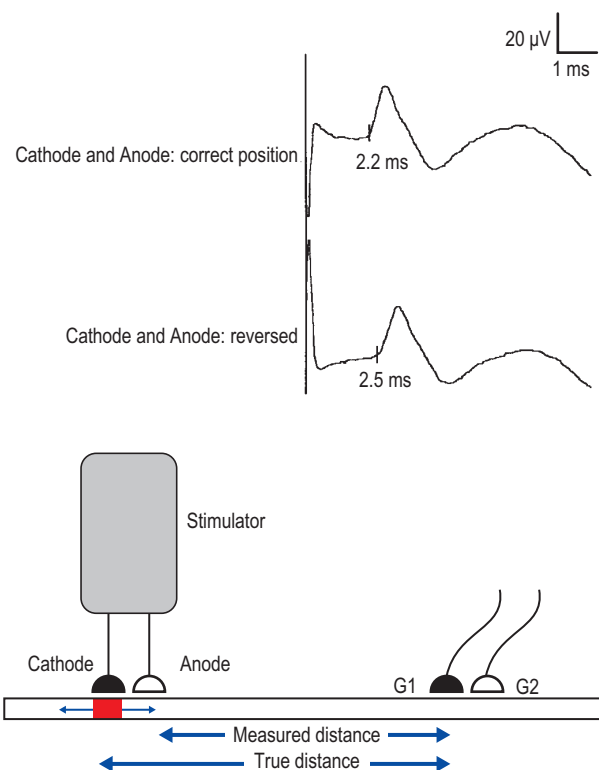 20 µV
1 ms
Cathode and Anode: correct position
2.2 ms
Cathode and Anode: reversed
2.5 ms
Stimulator
Cathode
Anode
G1
G2
Measured distance
True distance